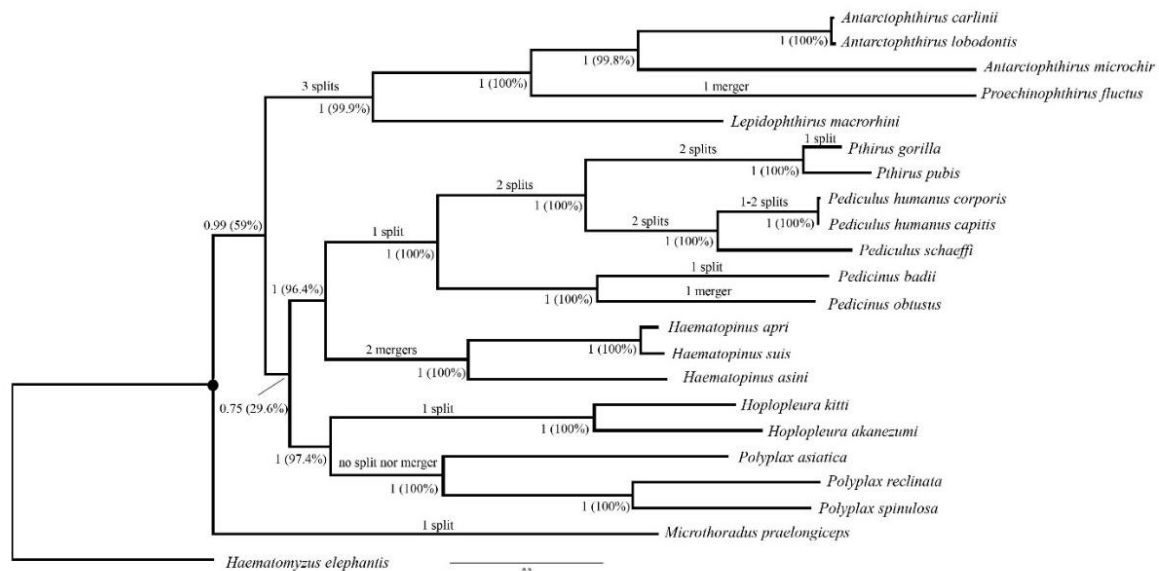 Antarctophthirus carlinii
1 (100%)
Antarctophthirus lobodontis
1 (99.8%)
Antarctophihirus microchir
1 (100%)
1 merger
Proechinophthirus fluctus
3 splits
1 (99.9%)
Lepidophthirus macrorhini
1 split
Pthirus gorilla
2 splits
1 (100%)
Pthirus pubis
2 splits
1 (100%)
1-2 splits
Pediculus humanus corporis
1 (100%)
Pediculus humanus capitis
2 splits
1 (100%)
Pediculus schaeffi
0.99 (59%)
1 split
1 (100%)
1 split
Pedicinus badii
1 (100%)
1 merger
Pedicinus obtusus
1 (96.4%)
Haematopinus apri
1 (100%)
Haematopinus suis
2 mergers
1 (100%)
Haematopinus asini
0.75 (29.6%)
1 split
Hoplopleura kitti
1 (100%)
Hoplopleura akanezumi
1 (97.4%)
no split nor merger
Polyplax asiatica
1 (100%)
Polyplax reclinata
1 (100%)
Polyplax spinulosa
1 split
Microthoradus praelongiceps
Haematomyzus elephantis